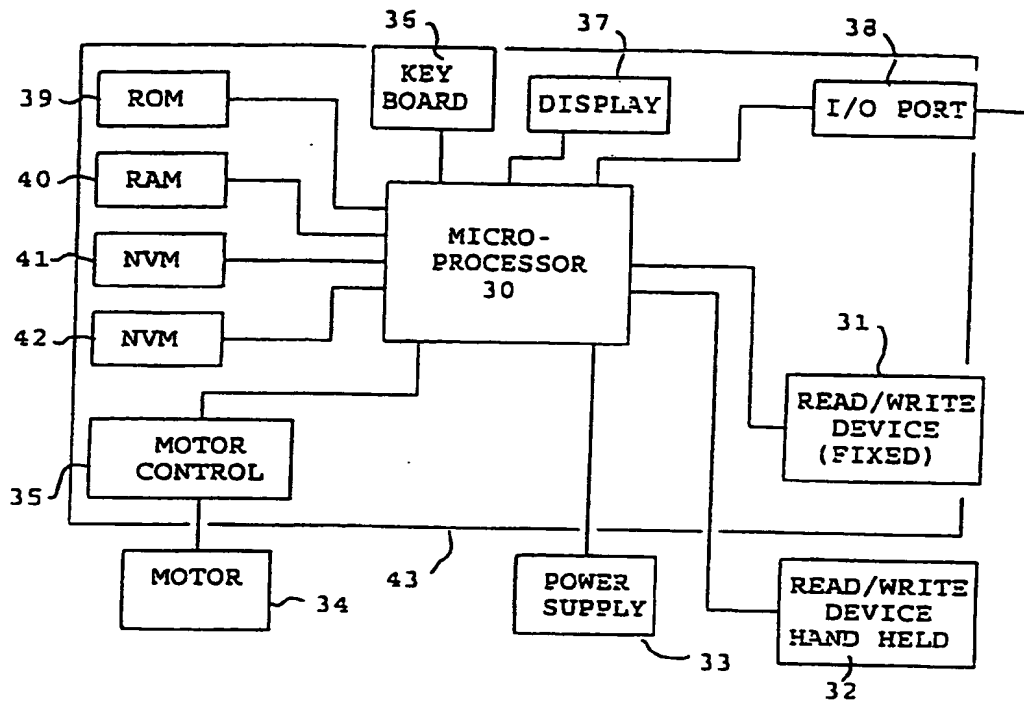 36
37
38
KEY
BOARD
39
ROM
DISPLAY
I/O PORT
40
RAM
41
NVM
MICRO-
PROCESSOR
30
42
NVM
31
READ/WRITE
DEVICE
(FIXED)
MOTOR
CONTROL
35
MOTOR
34
43
POWER
SUPPLY
33
READ/WRITE
DEVICE
HAND HELD
32